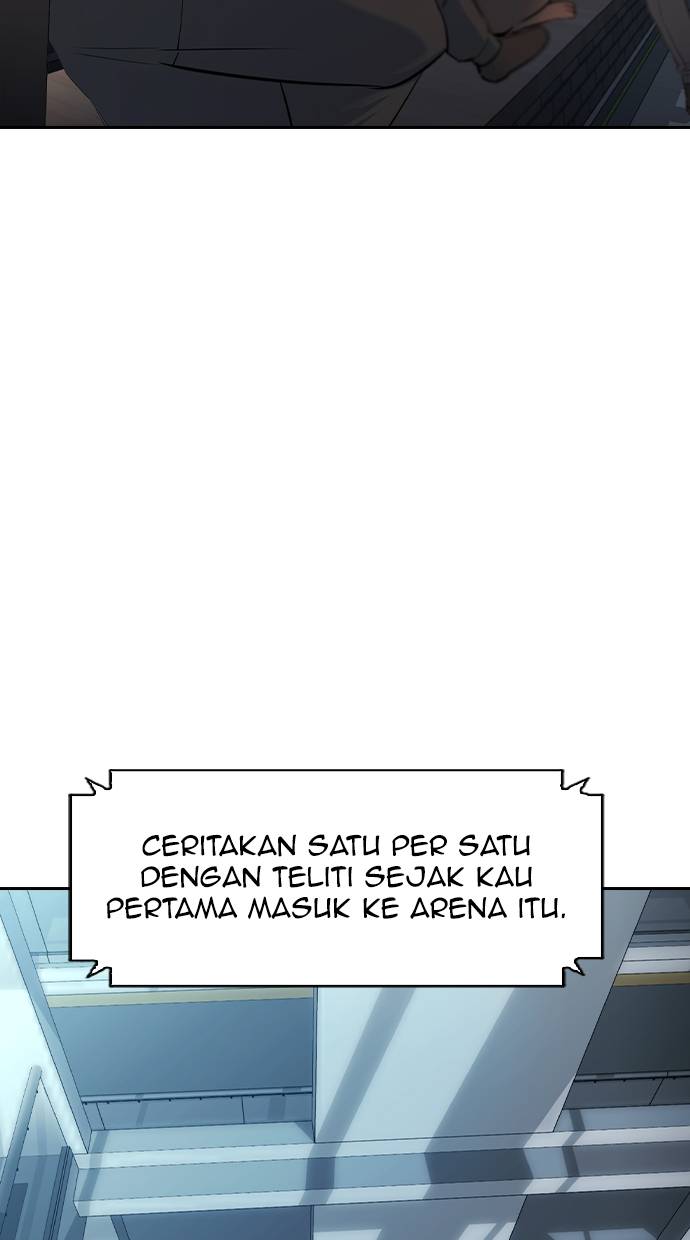 CERITAKAN SATU PER SATU
DENGAN TELITI SEJAK KAU
PERTAMA MASUK KE ARENA ITU.